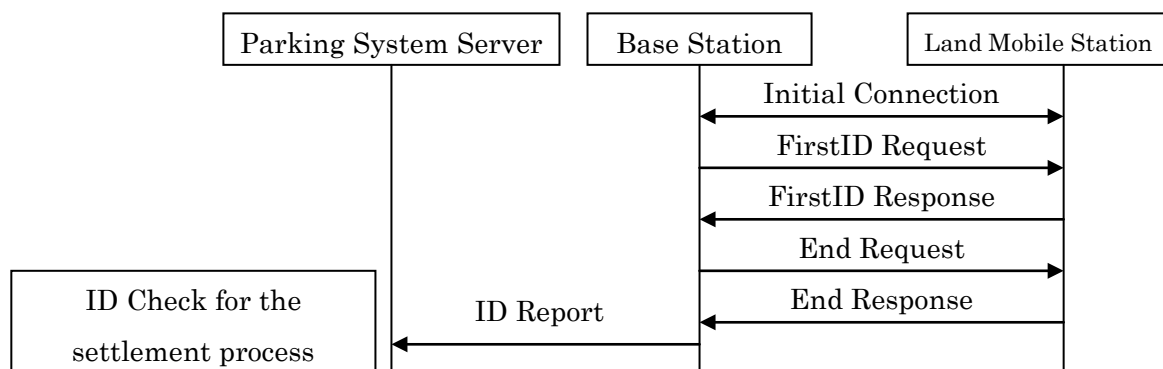 Parking System Server
Base Station
Land Mobile Station
Initial Connection
FirstID Request
FirstID Response
End Request
End Response
ID Report
ID Check for the
settlement process